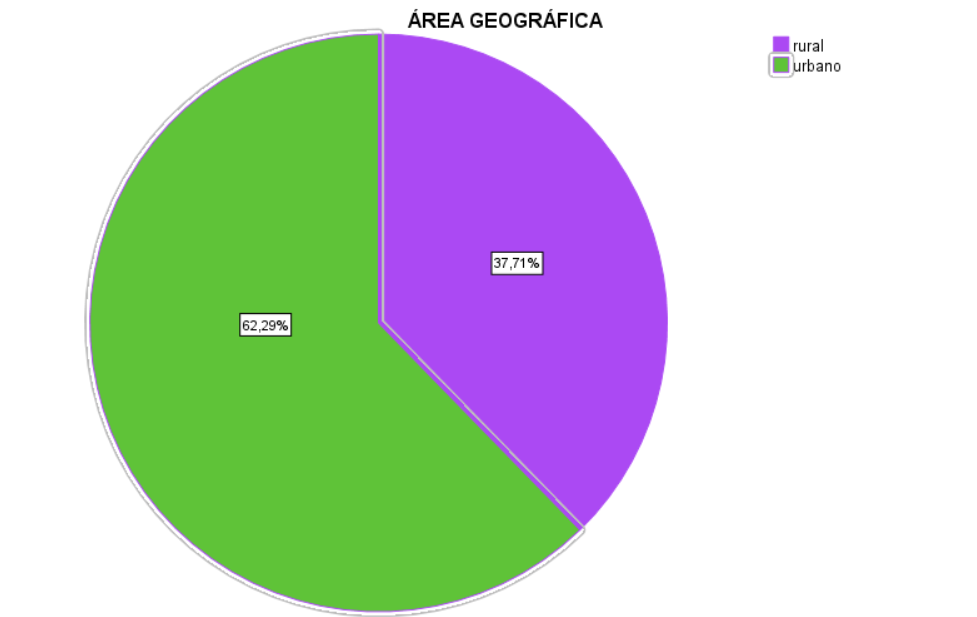 ÁREA GEOGRÁFICA
rural
urbano
37,71%
62,29%